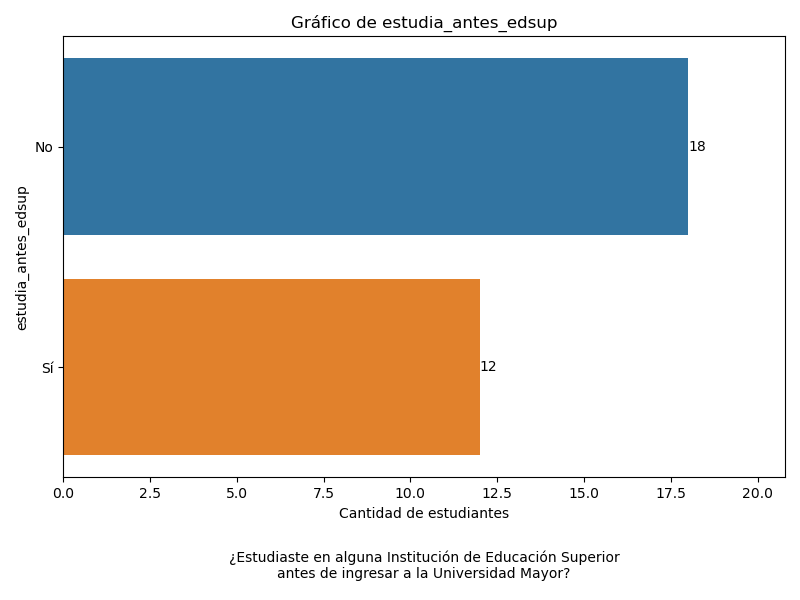 Gráfico de estudia_antes_edsup
estudia_antes_edsup
No
18
Sí
12
0.0 2.5 5.0 7.5 10.0 12.5 15.0 17.5 20.0
Cantidad de estudiantes
¿Estudiaste en alguna Institución de Educación Superior
antes de ingresar a la Universidad Mayor?